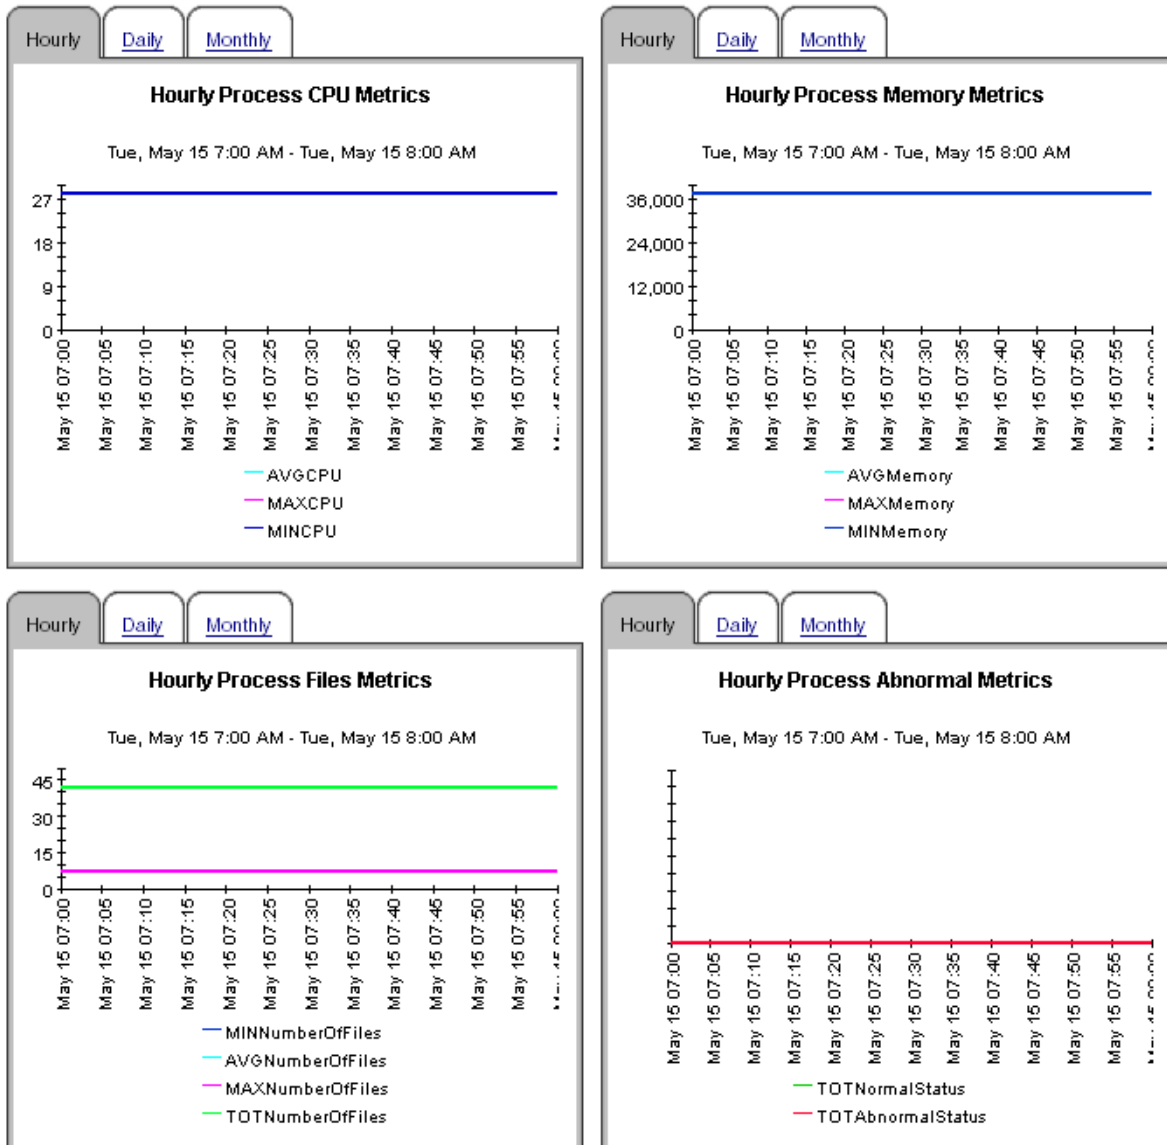 Hourly Daily Monthly
Hourly Process CPU Metrics
Tue, May 15 7:00 AM - Tue, May 15 8:00 AM
27
18
9
0
May 15 07:00
May 15 07:05
May 15 07:10
May 15 07:15
May 15 07:20
May 15 07:25
May 15 07:30
May 15 07:35
May 15 07:40
May 15 07:45
May 15 07:50
May 15 07:55
AVGCPU
MAXCPU
MINCPU
Hourly Daily Monthly
Hourly Process Memory Metrics
Tue, May 15 7:00 AM - Tue, May 15 8:00 AM
36,000
24,000
12,000
0
May 15 07:00
May 15 07:05
May 15 07:10
May 15 07:15
May 15 07:20
May 15 07:25
May 15 07:30
May 15 07:35
May 15 07:40
May 15 07:45
May 15 07:50
May 15 07:55
AVGMemory
MAXMemory
MINMemory
Hourly Daily Monthly
Hourly Process Files Metrics
Tue, May 15 7:00 AM - Tue, May 15 8:00 AM
45
30
15
0
May 15 07:00
May 15 07:05
May 15 07:10
May 15 07:15
May 15 07:20
May 15 07:25
May 15 07:30
May 15 07:35
May 15 07:40
May 15 07:45
May 15 07:50
May 15 07:55
MINNumberOfFiles
AVGNumberOfFiles
MAXNumberOfFiles
TOTNumberOfFiles
Hourly Daily Monthly
Hourly Process Abnormal Metrics
Tue, May 15 7:00 AM - Tue, May 15 8:00 AM
May 15 07:00
May 15 07:05
May 15 07:10
May 15 07:15
May 15 07:20
May 15 07:25
May 15 07:30
May 15 07:35
May 15 07:40
May 15 07:45
May 15 07:50
May 15 07:55
TOTNormalStatus
TOTAbnormalStatus